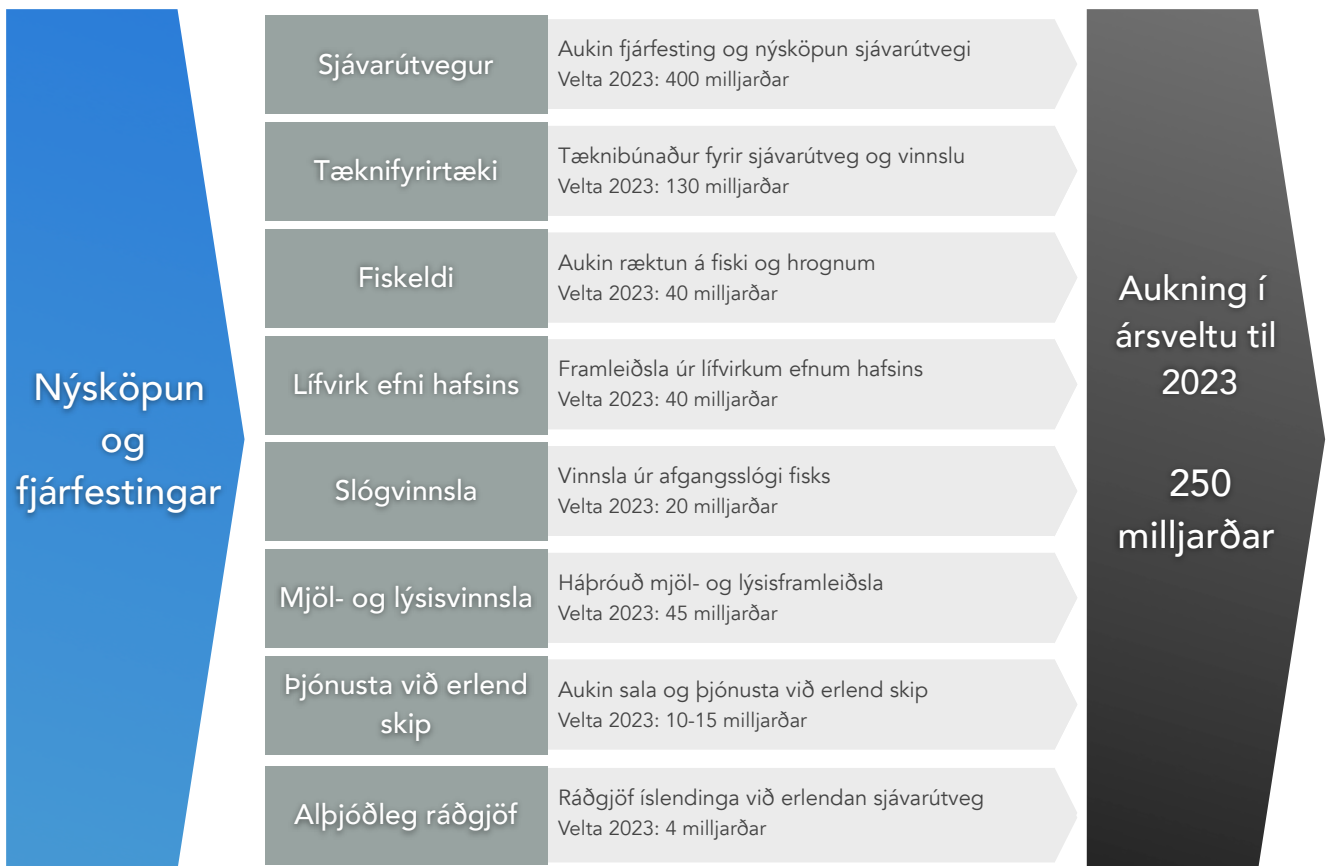 Nýsköpun
og
fjárfestingar
Sjávarútvegur
Aukin fjárfesting og nýsköpun sjávarútvegi
Velta 2023: 400 milljarðar
Tæknifyrirtæki
Tæknibúnaður fyrir sjávarútveg og vinnslu
Velta 2023: 130 milljarðar
Fiskeldi
Aukin ræktun á fiski og hrognum
Velta 2023: 40 milljarðar
Lífvirk efni hafsins
Framleiðsla úr lífvirkum efnum hafsins
Velta 2023: 40 milljarðar
Slógvinnsla
Vinnsla úr afgangsslógi fisks
Velta 2023: 20 milljarðar
Mjöl- og lýsisvinnsla
Háþróuð mjöl- og lýsisframleiðsla
Velta 2023: 45 milljarðar
Þjónusta við erlend
skip
Aukin sala og þjónusta við erlend skip
Velta 2023: 10-15 milljarðar
Alþjóðleg ráðgjöf
Ráðgjöf íslendinga við erlendan sjávarútveg
Velta 2023: 4 milljarðar
Aukning í
ársveltu til
2023
250
milljarðar